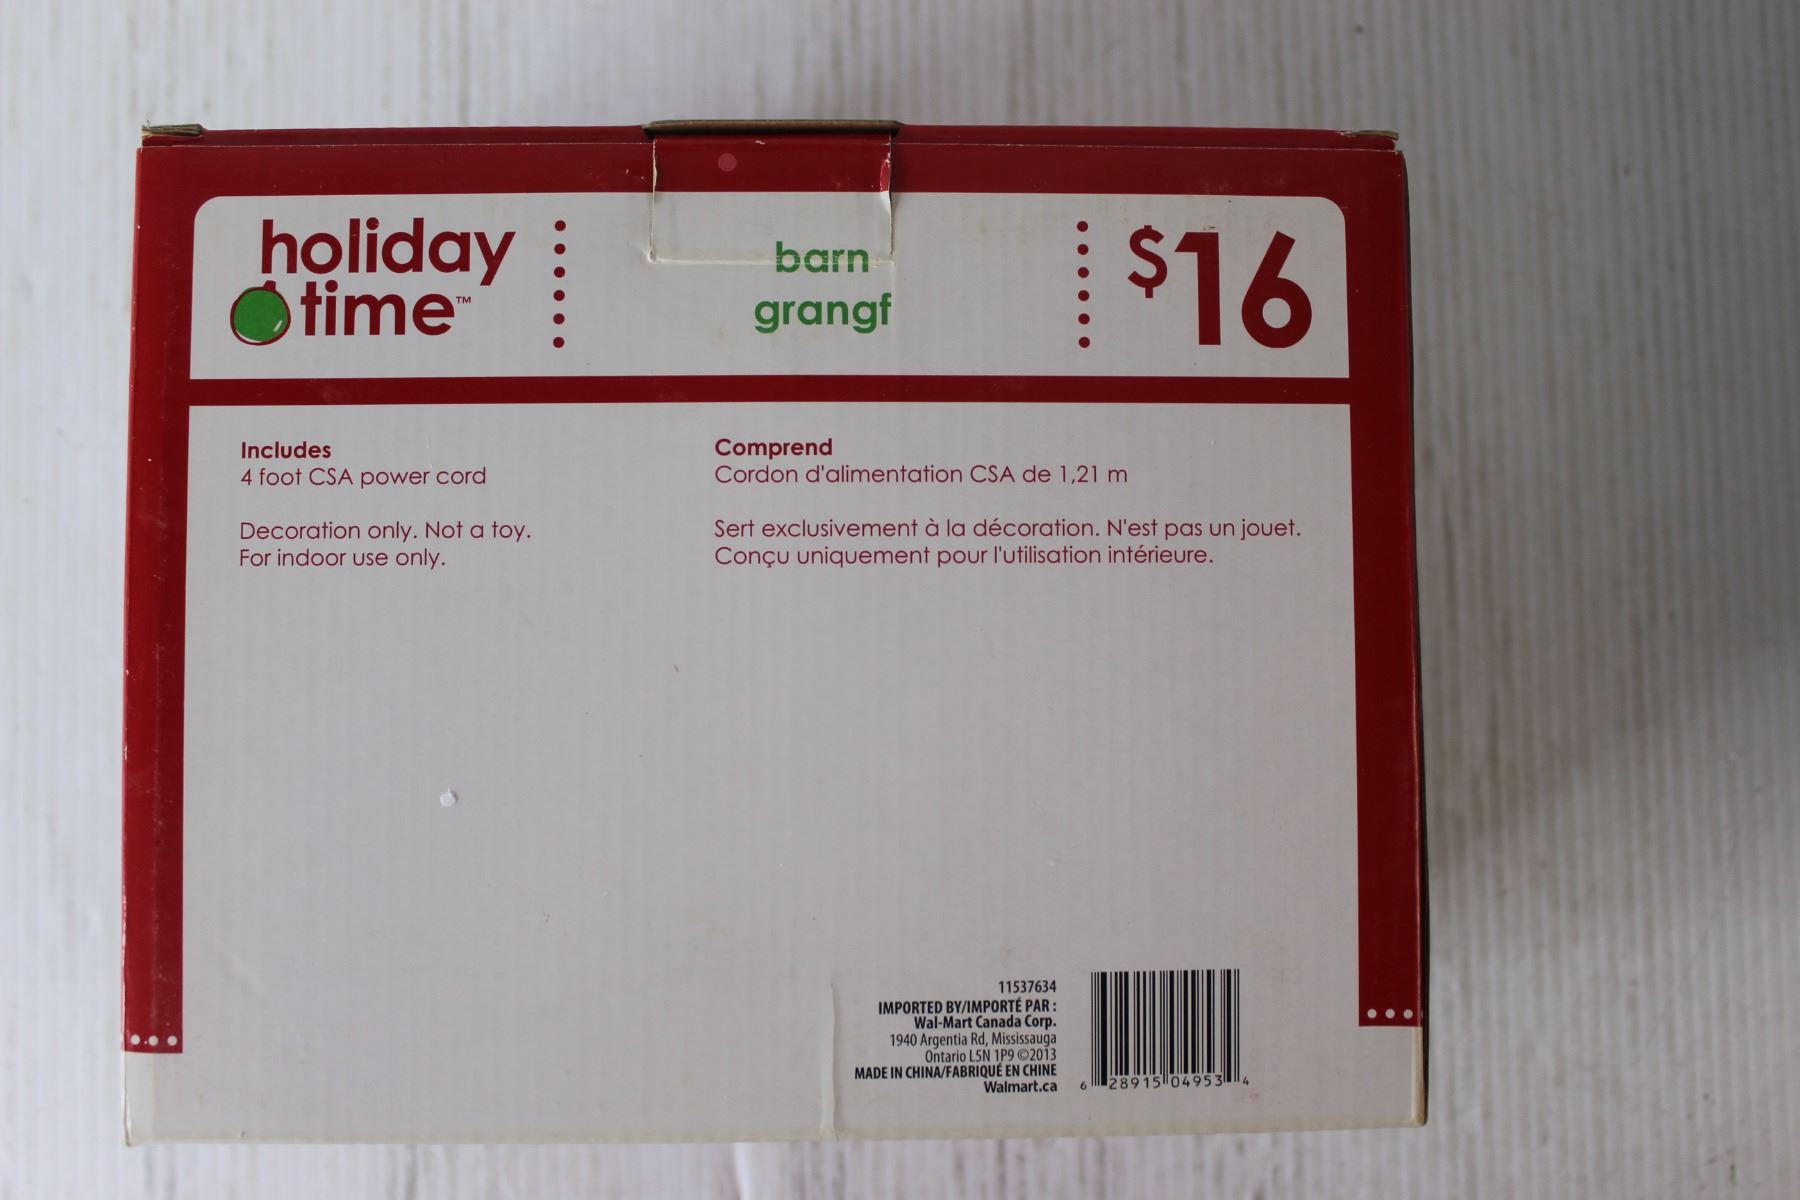 holiday
time™
barn
grangf
$16
Includes
4 foot CSA power cord
Decoration only. Not a toy.
For indoor use only.
Comprend
Cordon d'alimentation CSA de 1,21 m
Sert exclusivement à la décoration. N'est pas un jouet.
Conçu uniquement pour l'utilisation intérieure.
11537634
IMPORTED BY/IMPORTÉ PAR :
Wal-Mart Canada Corp.
1940 Argentia Rd, Mississauga
Ontario L5N 1P9 ©2013
MADE IN CHINA/FABRIQUÉ EN CHINE
Walmart.ca
6 28915 04953 4